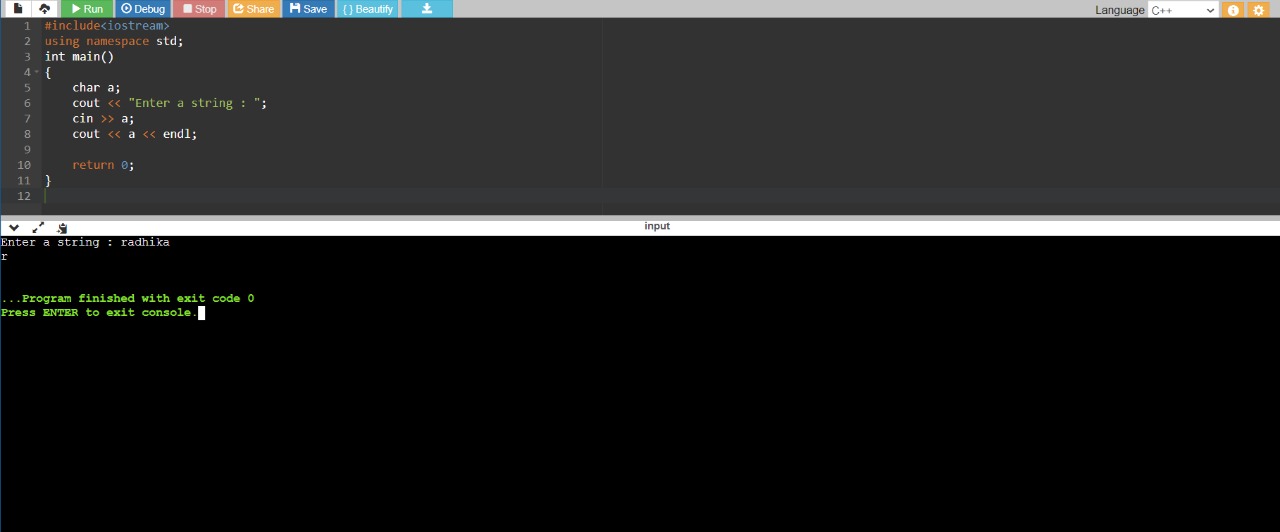 Run Debug Stop Share Save { } Beautify Language C++
1 #include<iostream>
2 using namespace std;
3 int main()
4 {
5 char a;
6 cout << "Enter a string : ";
7 cin >> a;
8 cout << a << endl;
9
10 return 0;
11 }
12
input
Enter a string : radhika
r
...Program finished with exit code 0
Press ENTER to exit console.